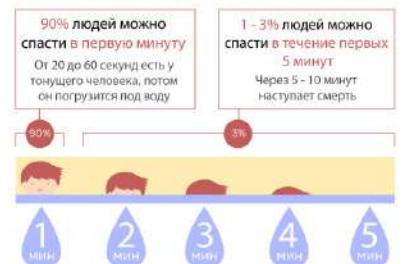 90% людей можно
спасти в первую минуту
От 20 до 60 секунд есть у
тонущего человека, потом
он погрузится под воду
1 - 3% людей можно
спасти в течение первых
5 минут
Через 5 - 10 минут
наступает смерть
90%
3%
1
мин
2
мин
3
мин
4
мин
5
мин